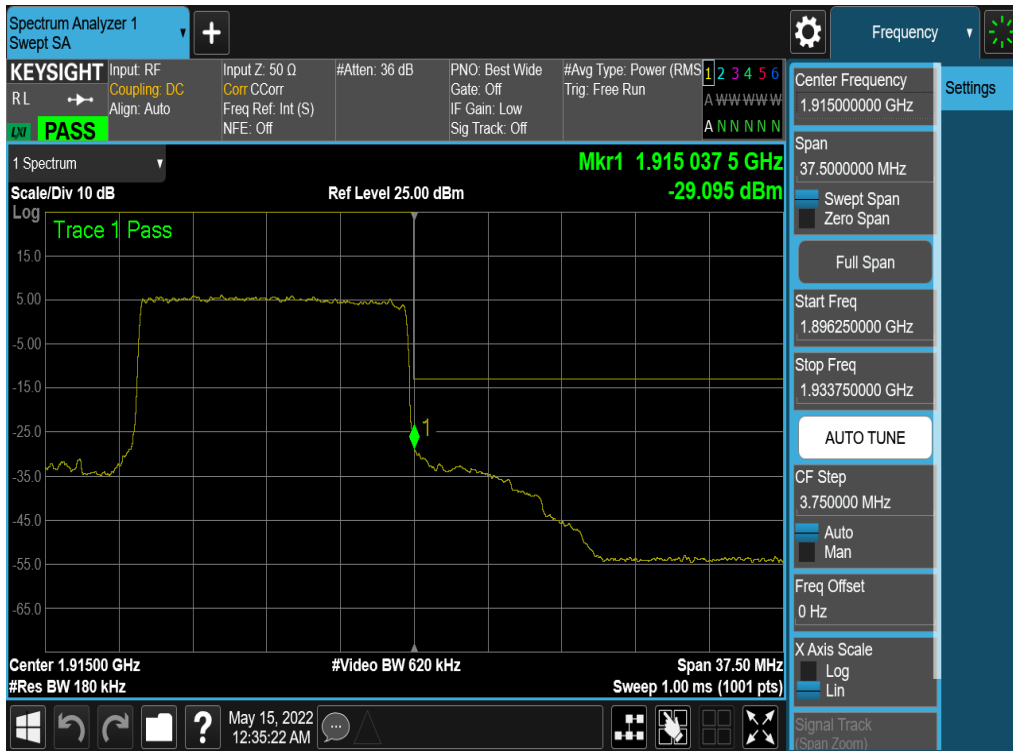 Spectrum Analyzer 1
Swept SA
+
Frequency
KEYSIGHT
R L
LXI
PASS
Input: RF
Coupling: DC
Align: Auto
Input Z: 50 Ω
Corr CCorr
Freq Ref: Int (S)
NFE: Off
#Atten: 36 dB
PNO: Best Wide
Gate: Off
IF Gain: Low
Sig Track: Off
#Avg Type: Power (RMS
Trig: Free Run
1 2 3 4 5 6
A W W W W W
A N N N N N
1 Spectrum
Scale/Div 10 dB
Ref Level 25.00 dBm
Mkr1 1.915 037 5 GHz
-29.095 dBm
Log
Trace 1 Pass
15.0
5.00
-5.00
-15.0
-25.0
-35.0
-45.0
-55.0
-65.0
1
Center 1.91500 GHz
#Video BW 620 kHz
Span 37.50 MHz
#Res BW 180 kHz
Sweep 1.00 ms (1001 pts)
May 15, 2022
12:35:22 AM
?
Center Frequency
1.915000000 GHz
Settings
Span
37.5000000 MHz
Swept Span
Zero Span
Full Span
Start Freq
1.896250000 GHz
Stop Freq
1.933750000 GHz
AUTO TUNE
CF Step
3.750000 MHz
Auto
Man
Freq Offset
0 Hz
X Axis Scale
Log
Lin
Signal Track
(Span Zoom)